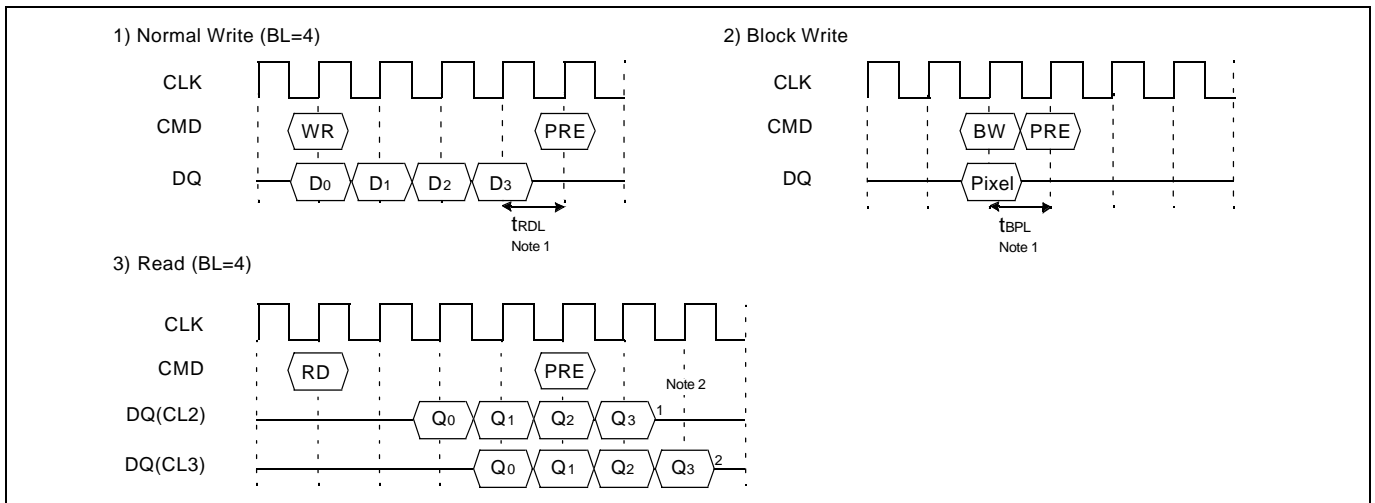 1) Normal Write (BL=4)
CLK
CMD
WR
PRE
DQ
D0 D1 D2 D3
tRDL
Note 1
2) Block Write
CLK
CMD
BW PRE
DQ
Pixel
tBPL
Note 1
3) Read (BL=4)
CLK
CMD
RD
PRE
Note 2
DQ(CL2)
Q0 Q1 Q2 Q3 1
DQ(CL3)
Q0 Q1 Q2 Q3 2